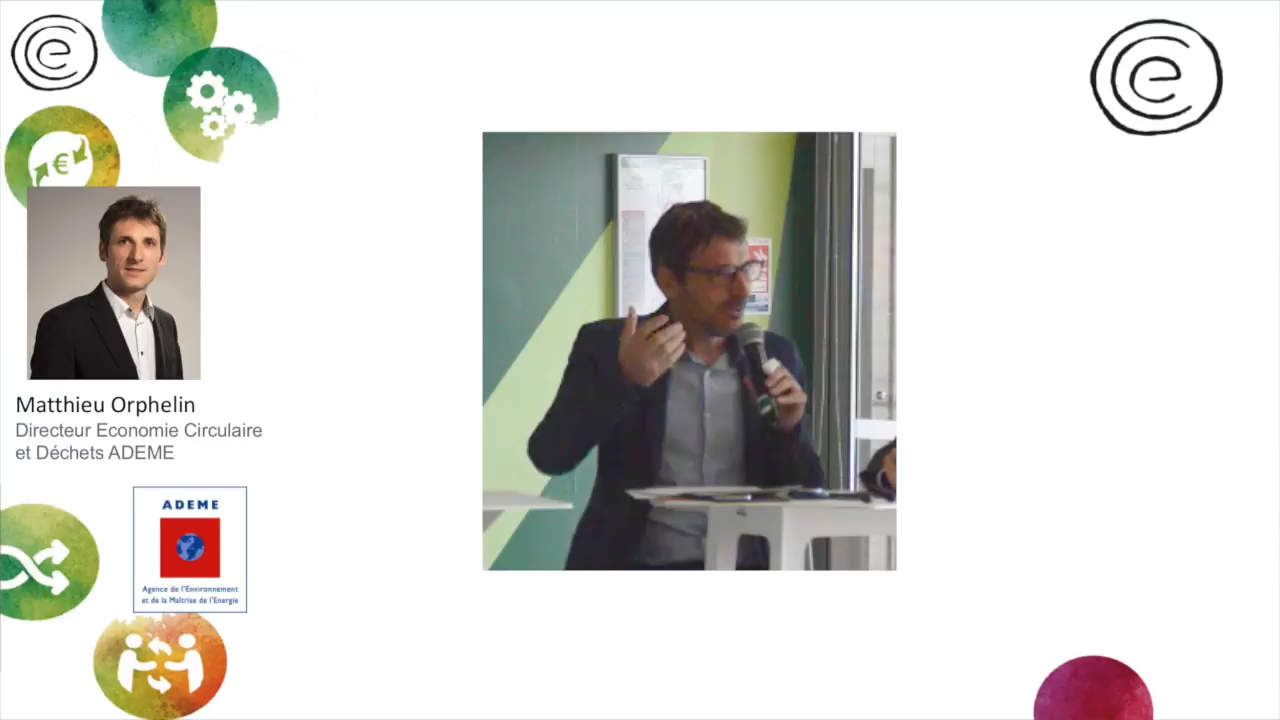 e
e
€
Matthieu Orphelin
Directeur Economie Circulaire
et Déchets ADEME
ADEME
Agence de l'Environnement
et de la Maîtrise de l'Energie